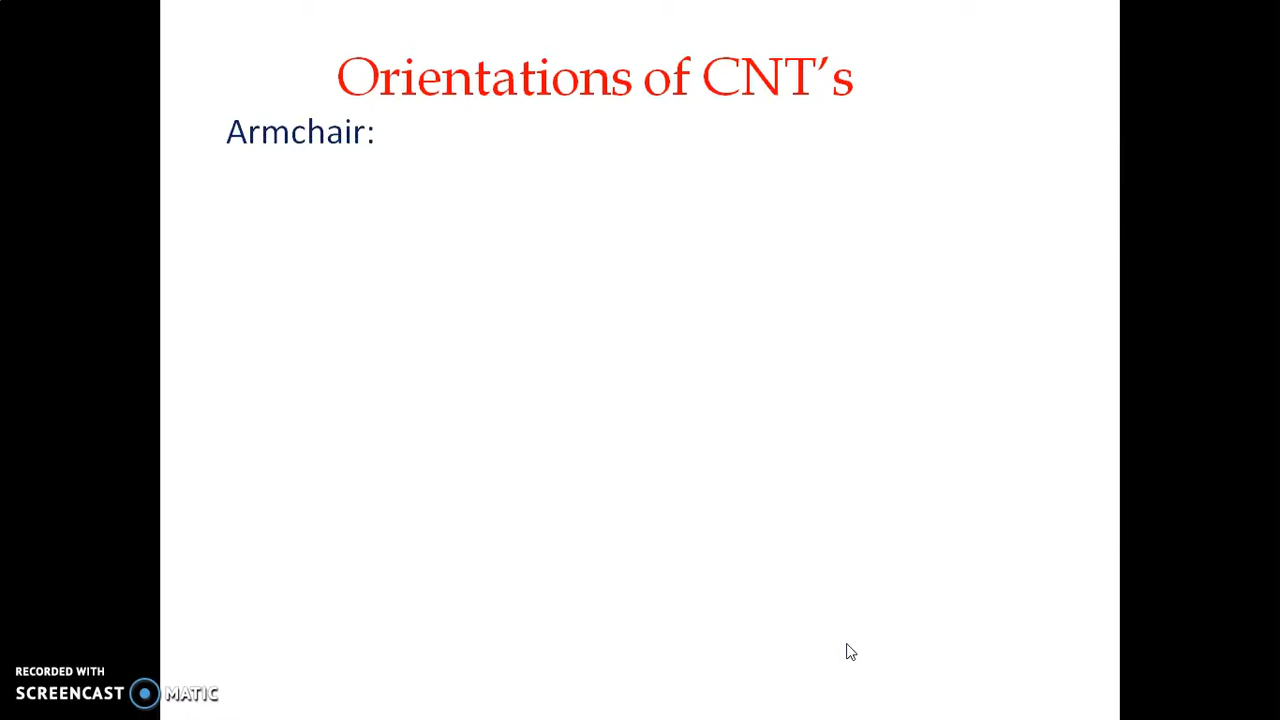 Orientations of CNT’s
Armchair:
RECORDED WITH
SCREENCAST MATIC